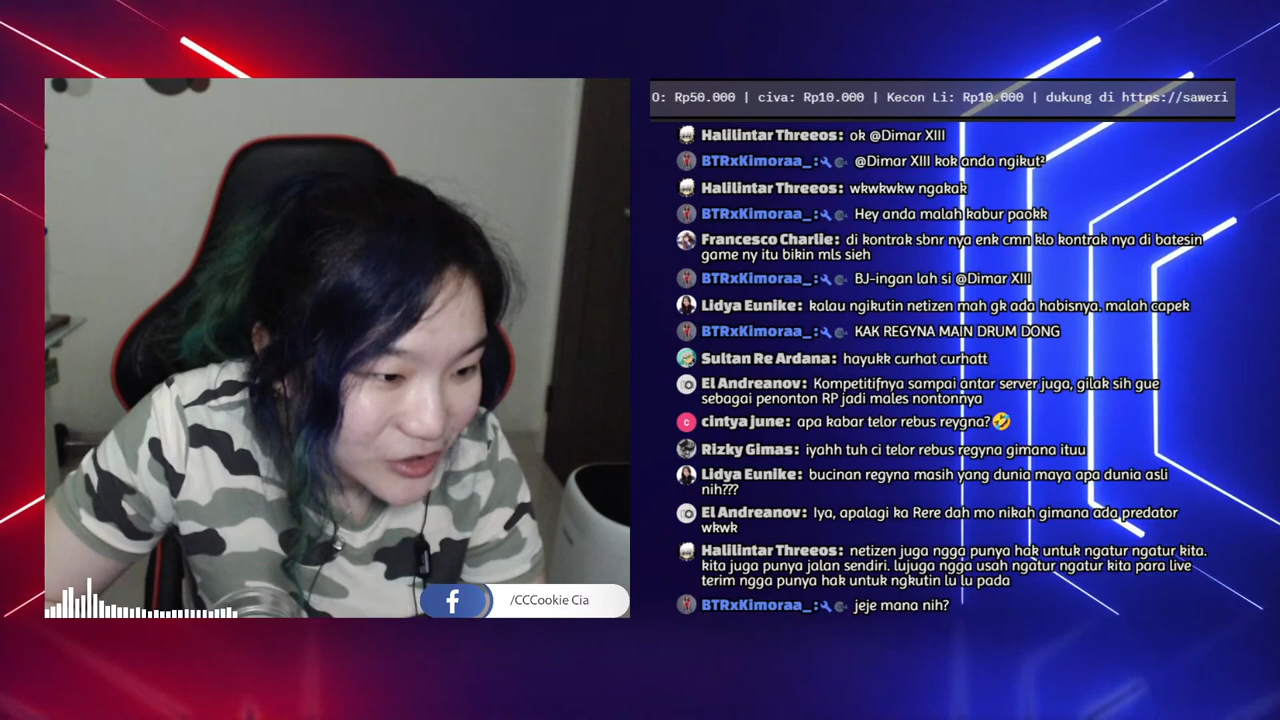 O: Rp50.000 | civa: Rp10.000 | Kecon Li: Rp10.000 | dukung di https://saweri
Halilintar Threeos: ok @Dimar XIII
BTRxKimoraa_: @Dimar XIII kok anda ngikut²
Halilintar Threeos: wkwkwkw ngakak
BTRxKimoraa_: Hey anda malah kabur paokk
Francesco Charlie: di kontrak sbnr nya enk cmn klo kontrak nya di batesin
game ny itu bikin mls sieh
BTRxKimoraa_: BJ-ingan lah si @Dimar XIII
Lidya Eunike: kalau ngikutin netizen mah gk ada habisnya. malah capek
BTRxKimoraa_: KAK REGYNA MAIN DRUM DONG
Sultan Re Ardana: hayukk curhat curhatt
El Andreanov: Kompetitifnya sampai antar server juga, gilak sih gue
sebagai penonton RP jadi males nontonnya
c cintya june: apa kabar telor rebus reygna?🤣
Rizky Gimas: iyahh tuh ci telor rebus regyna gimana ituu
Lidya Eunike: bucinan regyna masih yang dunia maya apa dunia asli
nih???
El Andreanov: Iya, apalagi ka Rere dah mo nikah gimana ada predator
wkwk
Halilintar Threeos: netizen juga ngga punya hak untuk ngatur ngatur kita.
kita juga punya jalan sendiri. lujuga ngga usah ngatur ngatur kita para live
terim ngga punya hak untuk ngkutin lu lu pada
BTRxKimoraa_: jeje mana nih?
f /CCCookie Cia